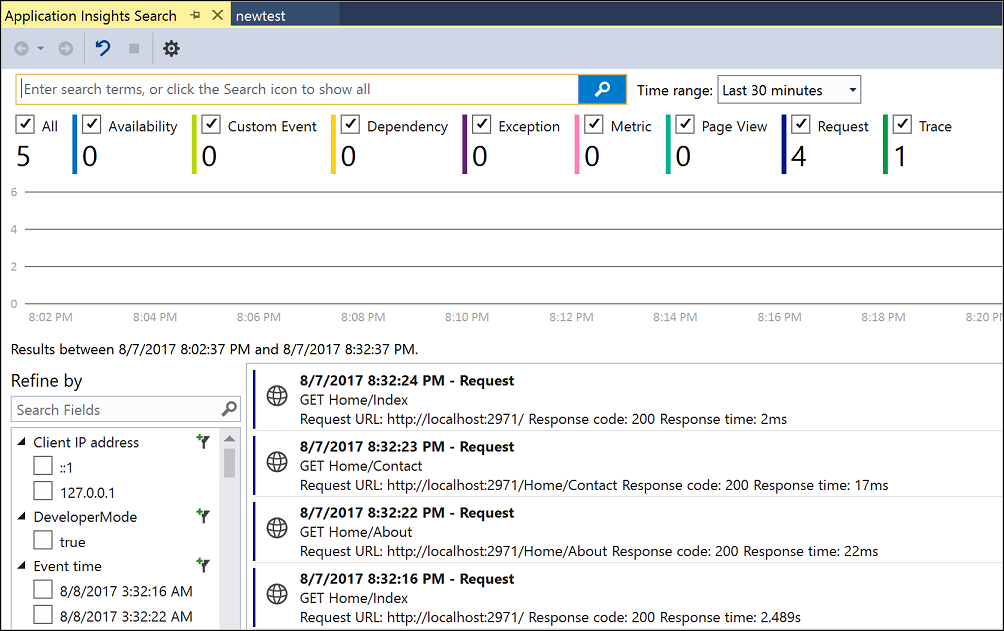 Application Insights Search newtest
Enter search terms, or click the Search icon to show all Time range: Last 30 minutes
All Availability Custom Event Dependency Exception Metric Page View Request Trace
5 0 0 0 0 0 0 4 1
6
4
2
0
8:02 PM 8:04 PM 8:06 PM 8:08 PM 8:10 PM 8:12 PM 8:14 PM 8:16 PM 8:18 PM 8:20
Results between 8/7/2017 8:02:37 PM and 8/7/2017 8:32:37 PM.
Refine by
Search Fields
Client IP address
::1
127.0.0.1
DeveloperMode
true
Event time
8/8/2017 3:32:16 AM
8/8/2017 3:32:22 AM
8/7/2017 8:32:24 PM - Request
GET Home/Index
Request URL: http://localhost:2971/ Response code: 200 Response time: 2ms
8/7/2017 8:32:23 PM - Request
GET Home/Contact
Request URL: http://localhost:2971/Home/Contact Response code: 200 Response time: 17ms
8/7/2017 8:32:22 PM - Request
GET Home/About
Request URL: http://localhost:2971/Home/About Response code: 200 Response time: 22ms
8/7/2017 8:32:16 PM - Request
GET Home/Index
Request URL: http://localhost:2971/ Response code: 200 Response time: 2.489s